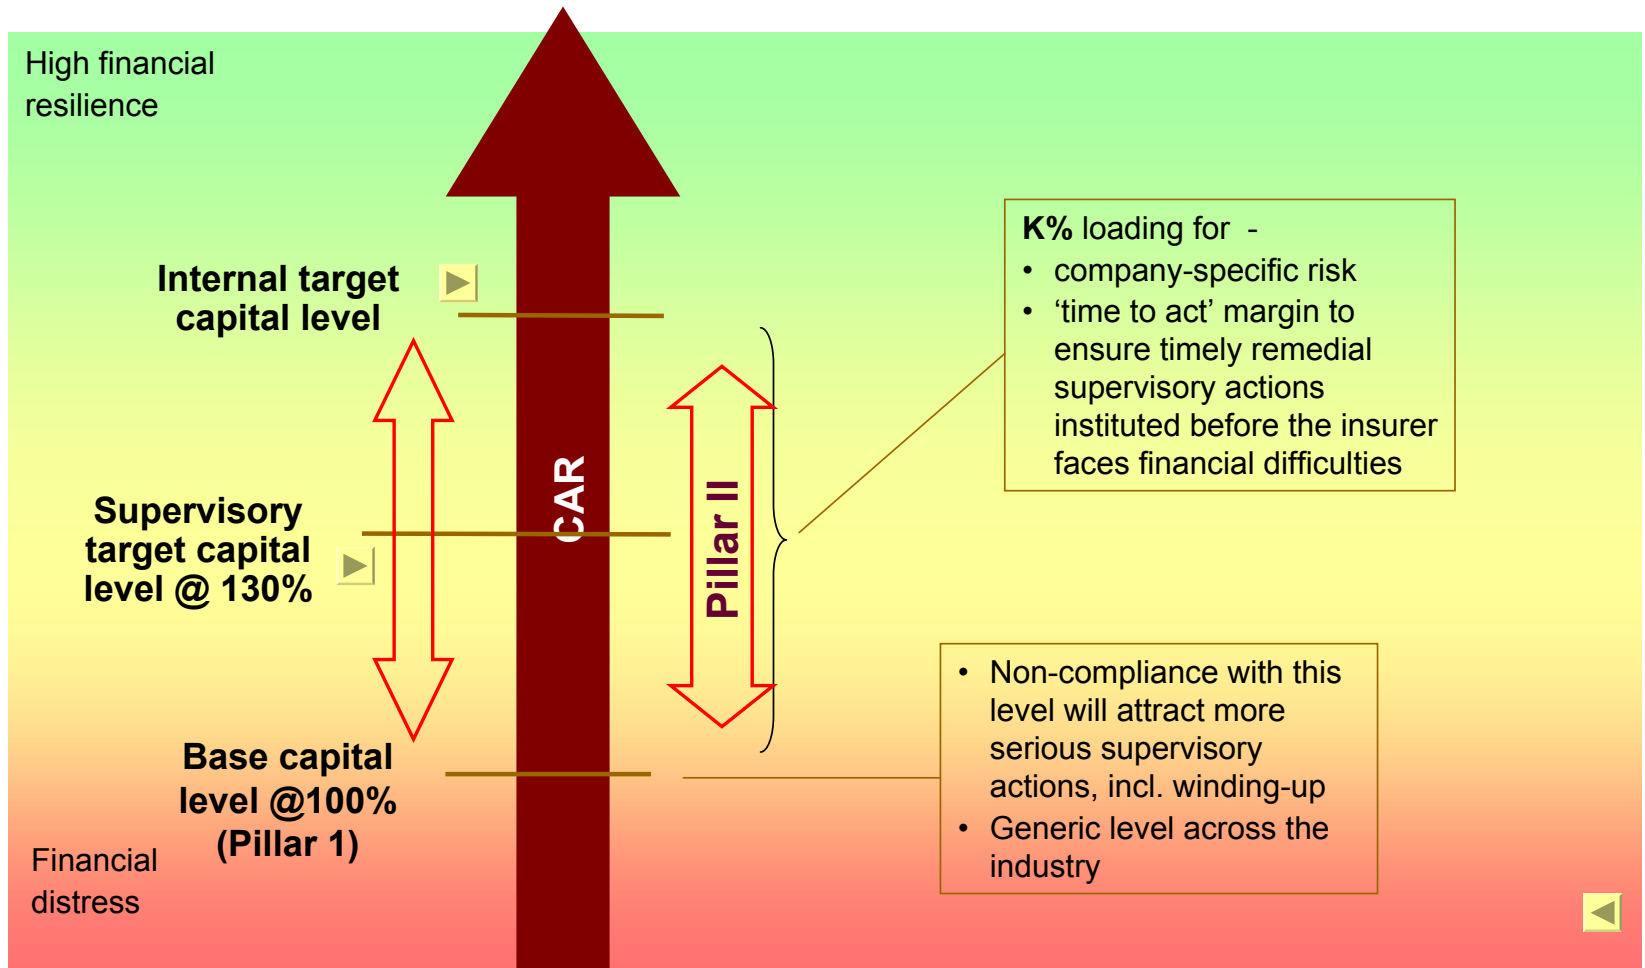 High financial
resilience
Internal target
capital level
Supervisory
target capital
level @ 130%
Base capital
level @100%
(Pillar 1)
Financial
distress
CAR
Pillar II
K% loading for -
• company-specific risk
• ‘time to act’ margin to
ensure timely remedial
supervisory actions
instituted before the insurer
faces financial difficulties
• Non-compliance with this
level will attract more
serious supervisory
actions, incl. winding-up
• Generic level across the
industry